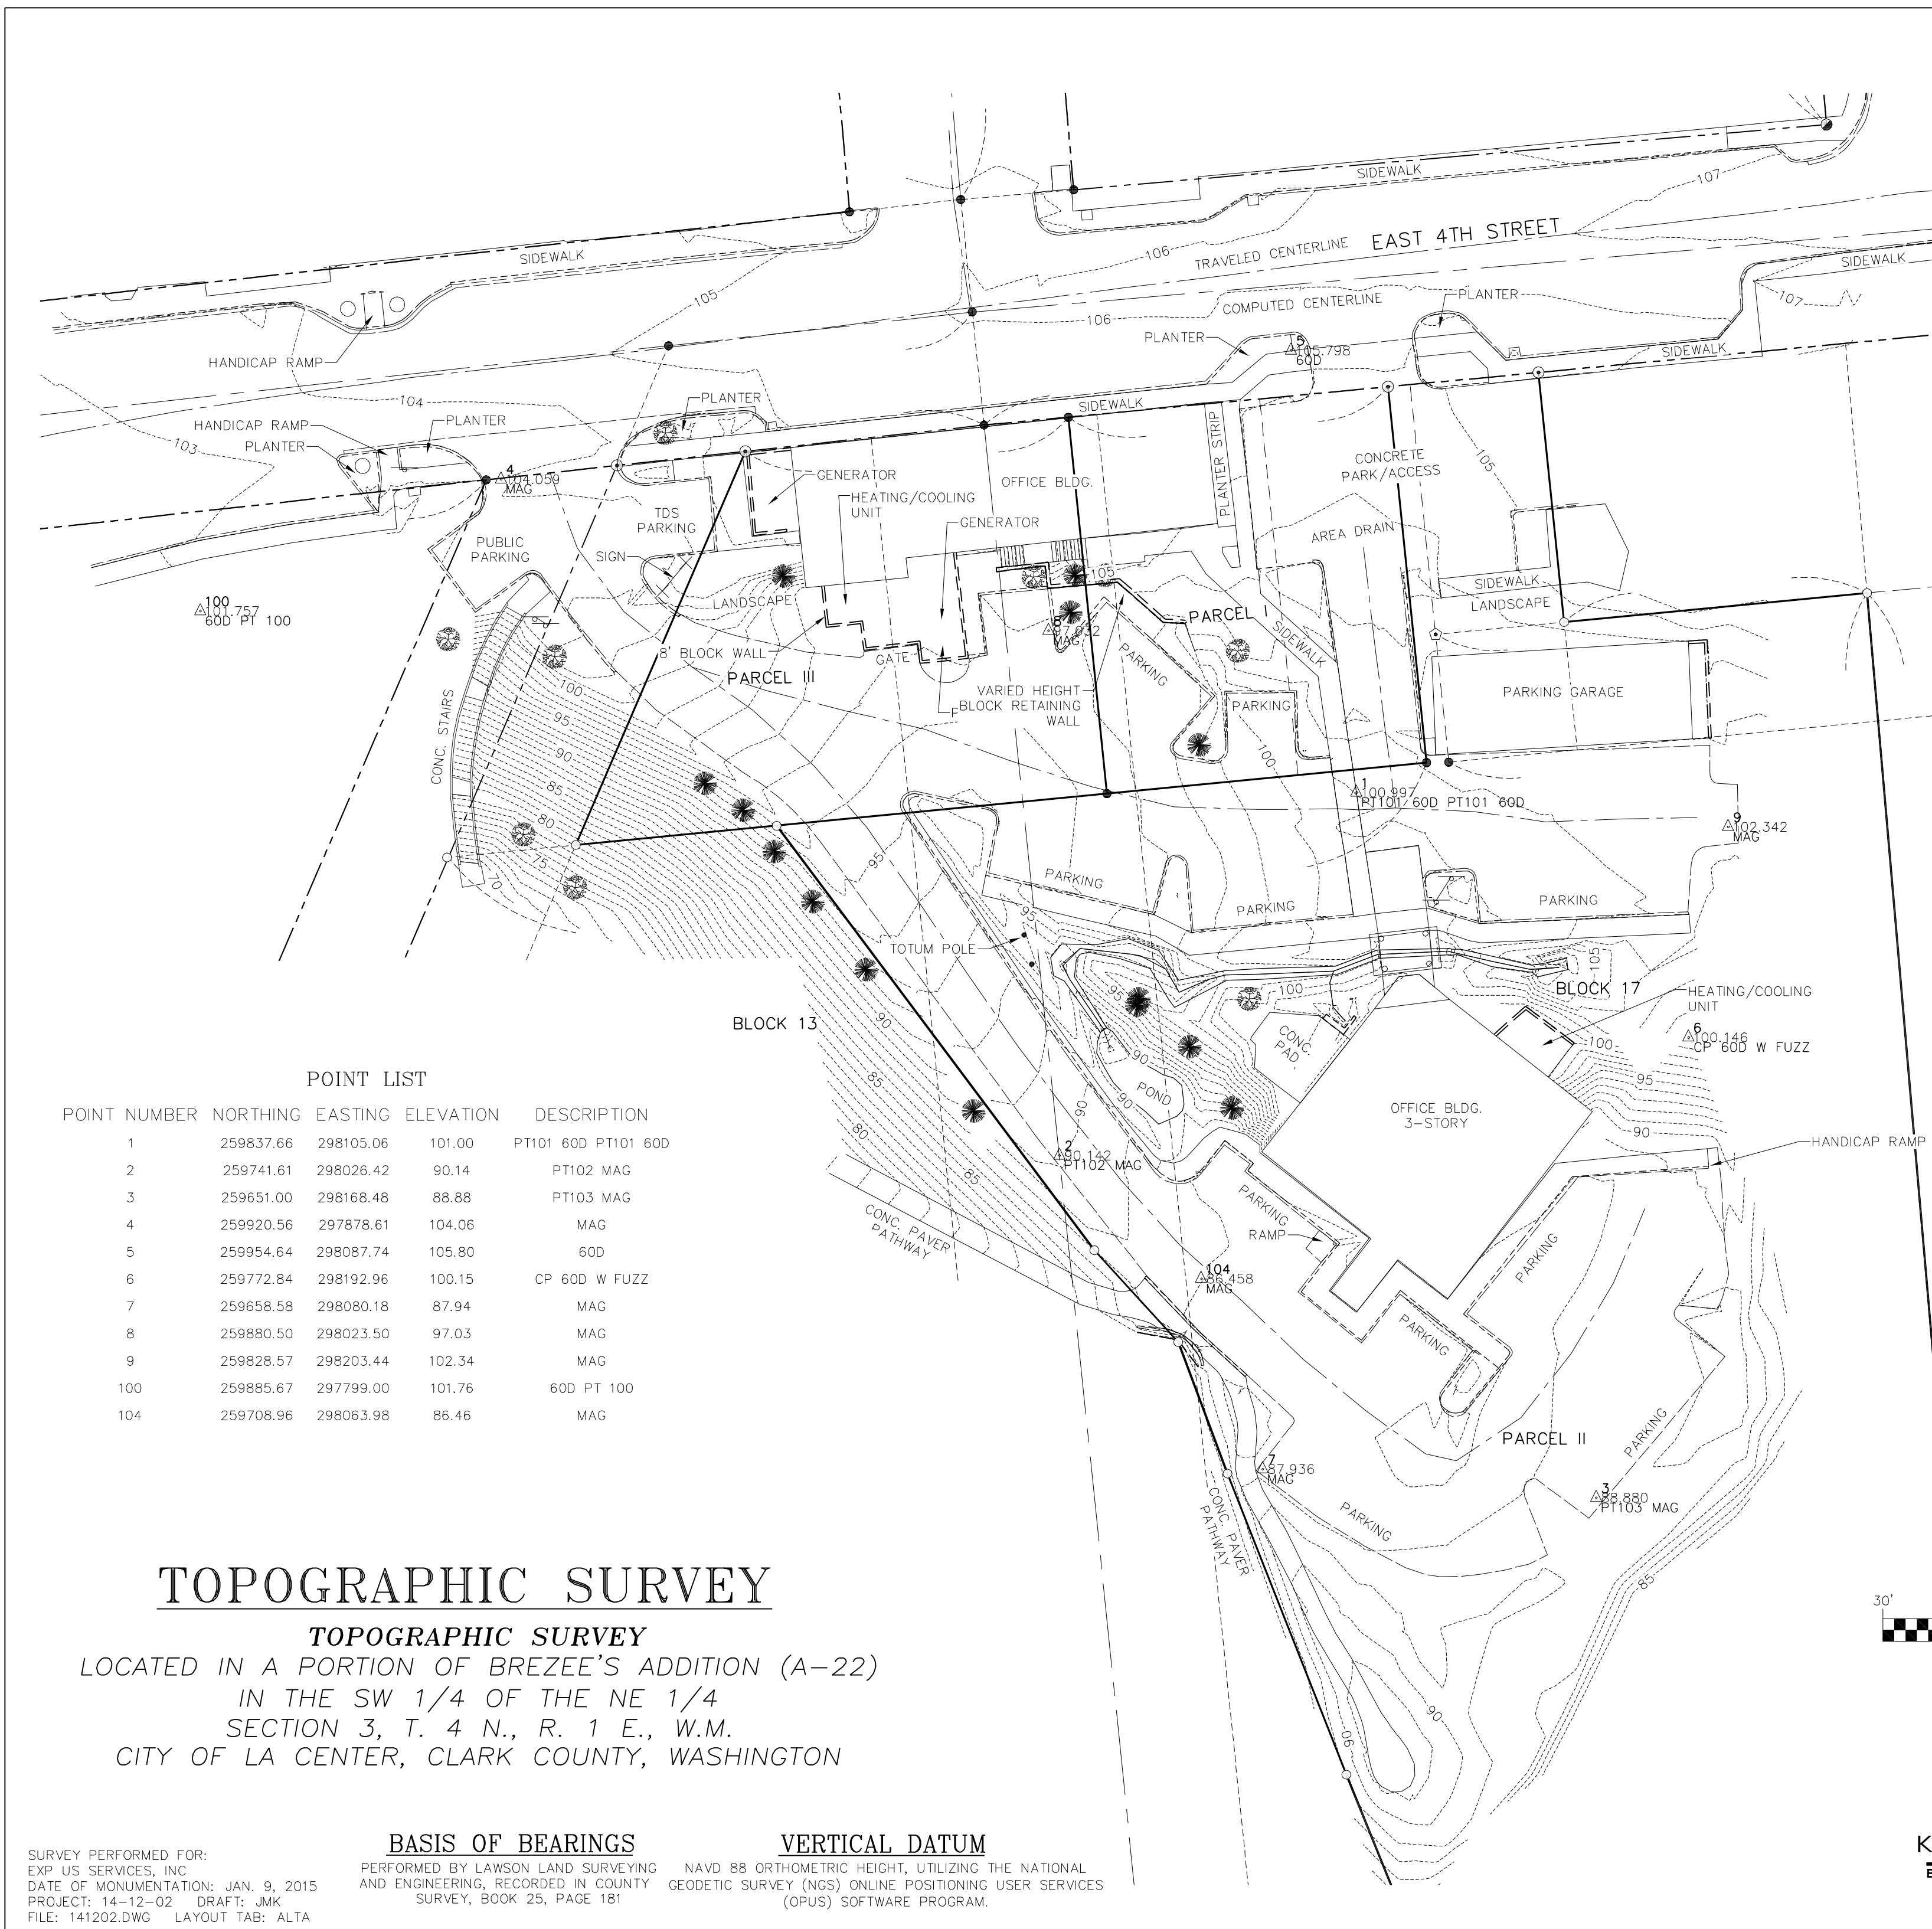 SIDEWALK
107
EAST 4TH STREET
TRAVELED CENTERLINE
106
SIDEWALK
SIDEWALK
107
105
COMPUTED CENTERLINE
106
PLANTER
HANDICAP RAMP
PLANTER
5
105.798
60D
SIDEWALK
104
PLANTER
SIDEWALK
HANDICAP RAMP
PLANTER
PLANTER
103
4
104.059
MAG
GENERATOR
OFFICE BLDG.
PLANTER STRIP
CONCRETE
PARK/ACCESS
105
HEATING/COOLING
UNIT
GENERATOR
TDS
PARKING
AREA DRAIN
PUBLIC
PARKING
SIGN
105
SIDEWALK
LANDSCAPE
LANDSCAPE
100
101.757
60D PT 100
PARCEL I
8
97.032
MAG
SIDEWALK
8' BLOCK WALL
GATE
PARKING
PARCEL III
100
VARIED HEIGHT
BLOCK RETAINING
WALL
F
PARKING
PARKING GARAGE
CONC. STAIRS
95
90
85
80
75
70
100
1
100.997
PT101 60D PT101 60D
9
102.342
MAG
95
PARKING
PARKING
PARKING
95
TOTUM POLE
105
BLOCK 17
100
95
HEATING/COOLING
UNIT
BLOCK 13
90
CONC.
PAD
6
100.146
CP 60D W FUZZ
100
90
95
85
POND
90
90
OFFICE BLDG.
3-STORY
90
HANDICAP RAMP
80
2
90.142
PT102 MAG
85
PARKING
CONC. PAVER
PATHWAY
RAMP
PARKING
104
86.458
MAG
PARKING
PARCEL II
PARKING
7
87.936
MAG
3
88.880
PT103 MAG
CONC. PAVER
PATHWAY
PARKING
85
30'
90
90
POINT LIST
POINT NUMBER NORTHING EASTING ELEVATION DESCRIPTION
1 259837.66 298105.06 101.00 PT101 60D PT101 60D
2 259741.61 298026.42 90.14 PT102 MAG
3 259651.00 298168.48 88.88 PT103 MAG
4 259920.56 297878.61 104.06 MAG
5 259954.64 298087.74 105.80 60D
6 259772.84 298192.96 100.15 CP 60D W FUZZ
7 259658.58 298080.18 87.94 MAG
8 259880.50 298023.50 97.03 MAG
9 259828.57 298203.44 102.34 MAG
100 259885.67 297799.00 101.76 60D PT 100
104 259708.96 298063.98 86.46 MAG
TOPOGRAPHIC SURVEY
TOPOGRAPHIC SURVEY
LOCATED IN A PORTION OF BREZEE'S ADDITION (A-22)
IN THE SW 1/4 OF THE NE 1/4
SECTION 3, T. 4 N., R. 1 E., W.M.
CITY OF LA CENTER, CLARK COUNTY, WASHINGTON
SURVEY PERFORMED FOR:
EXP US SERVICES, INC
DATE OF MONUMENTATION: JAN. 9, 2015
PROJECT: 14-12-02 DRAFT: JMK
FILE: 141202.DWG LAYOUT TAB: ALTA
BASIS OF BEARINGS
PERFORMED BY LAWSON LAND SURVEYING
AND ENGINEERING, RECORDED IN COUNTY
SURVEY, BOOK 25, PAGE 181
VERTICAL DATUM
NAVD 88 ORTHOMETRIC HEIGHT, UTILIZING THE NATIONAL
GEODETIC SURVEY (NGS) ONLINE POSITIONING USER SERVICES
(OPUS) SOFTWARE PROGRAM.
K